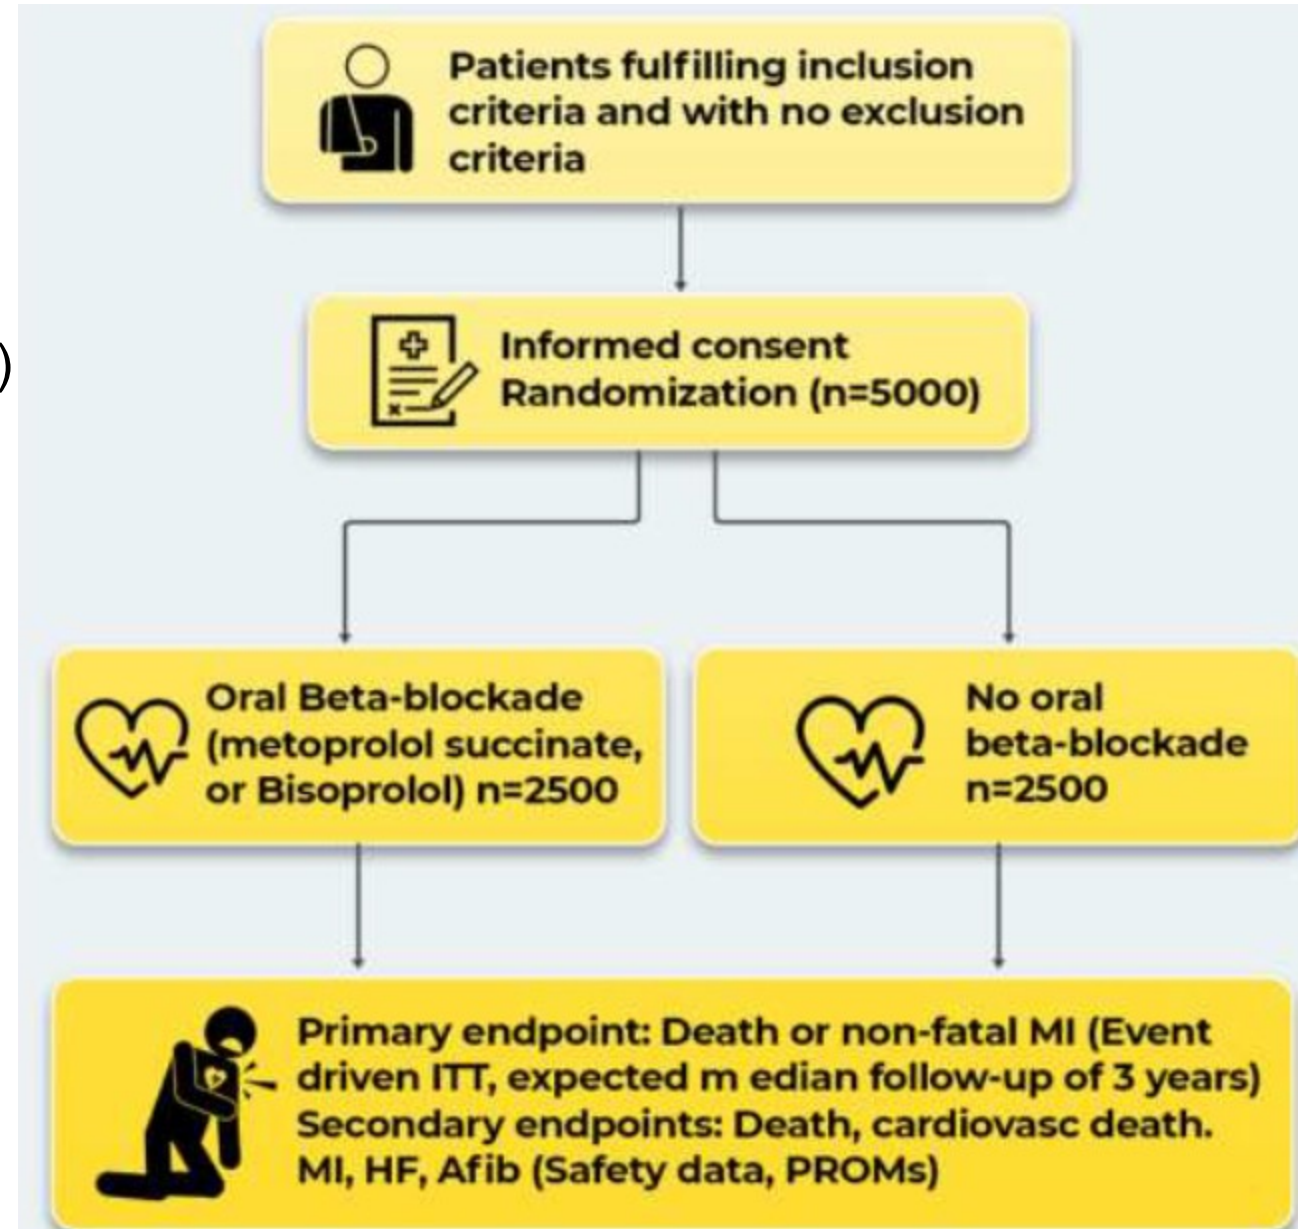 Patients fulfilling inclusion
criteria and with no exclusion
criteria
)
Informed consent
Randomization (n=5000)
Oral Beta-blockade
(metoprolol succinate,
or Bisoprolol) n=2500
No oral
beta-blockade
n=2500
Primary endpoint: Death or non-fatal MI (Event
driven ITT, expected m edian follow-up of 3 years)
Secondary endpoints: Death, cardiovasc death.
MI, HF, Afib (Safety data, PROMs)